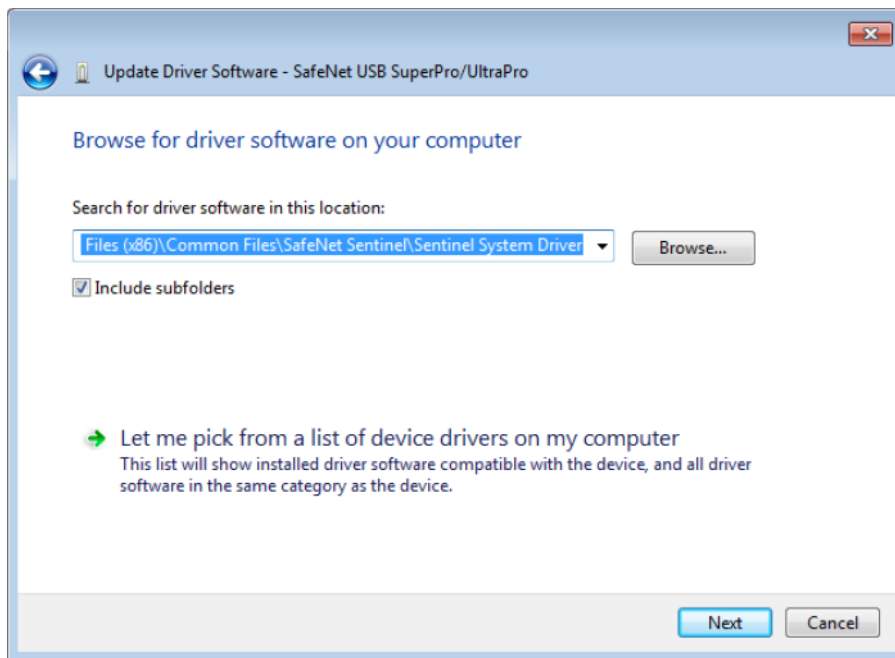 Update Driver Software - SafeNet USB SuperPro/UltraPro
Browse for driver software on your computer
Search for driver software in this location:
Files (x86)\Common Files\SafeNet Sentinel\Sentinel System Driver
Browse...
Include subfolders
Let me pick from a list of device drivers on my computer
This list will show installed driver software compatible with the device, and all driver
software in the same category as the device.
Next
Cancel